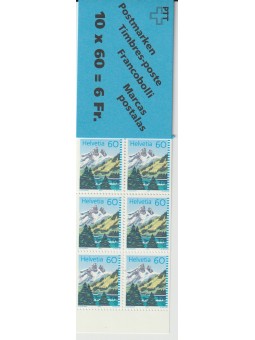 PTT
Postmarken
Timbres-poste
Francobolli
Marcas
postalas
10 x 60 = 6 Fr.
Helvetia 60
Helvetia 60
Helvetia 60
Helvetia 60
Helvetia 60
Helvetia 60